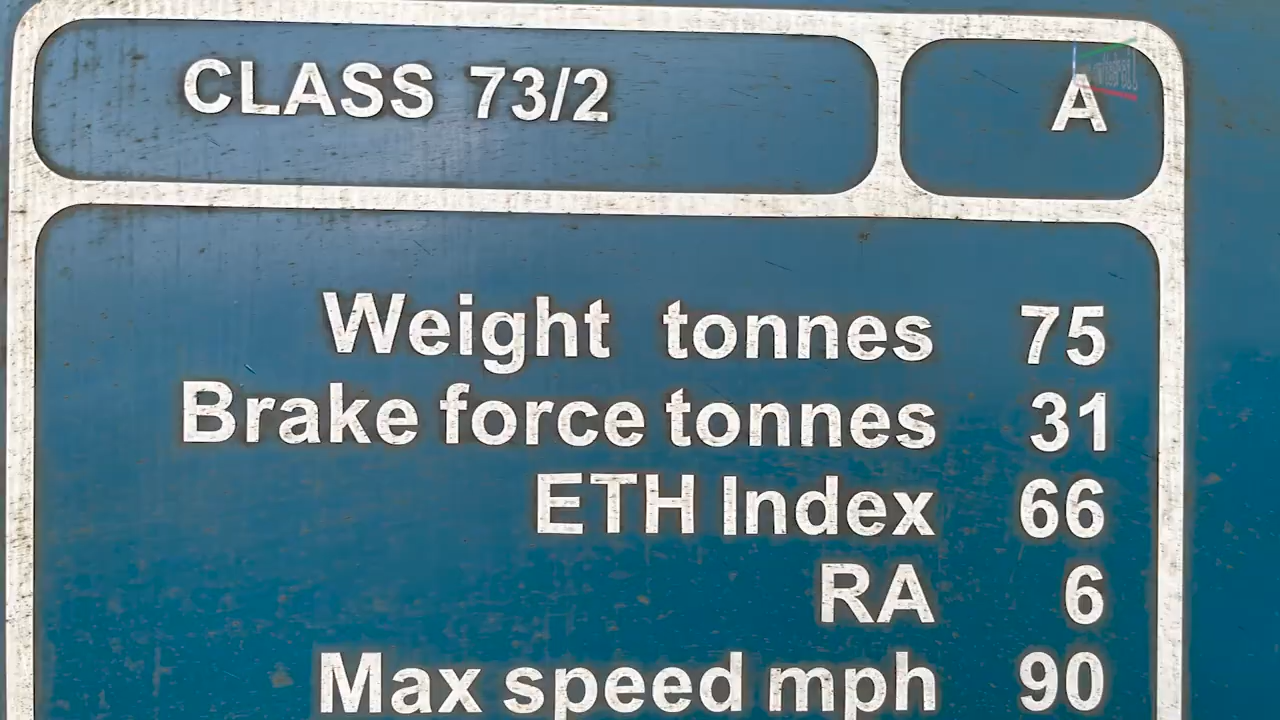 CLASS 73/2 A
Weight tonnes 75
Brake force tonnes 31
ETH Index 66
RA 6
Max speed mph 90